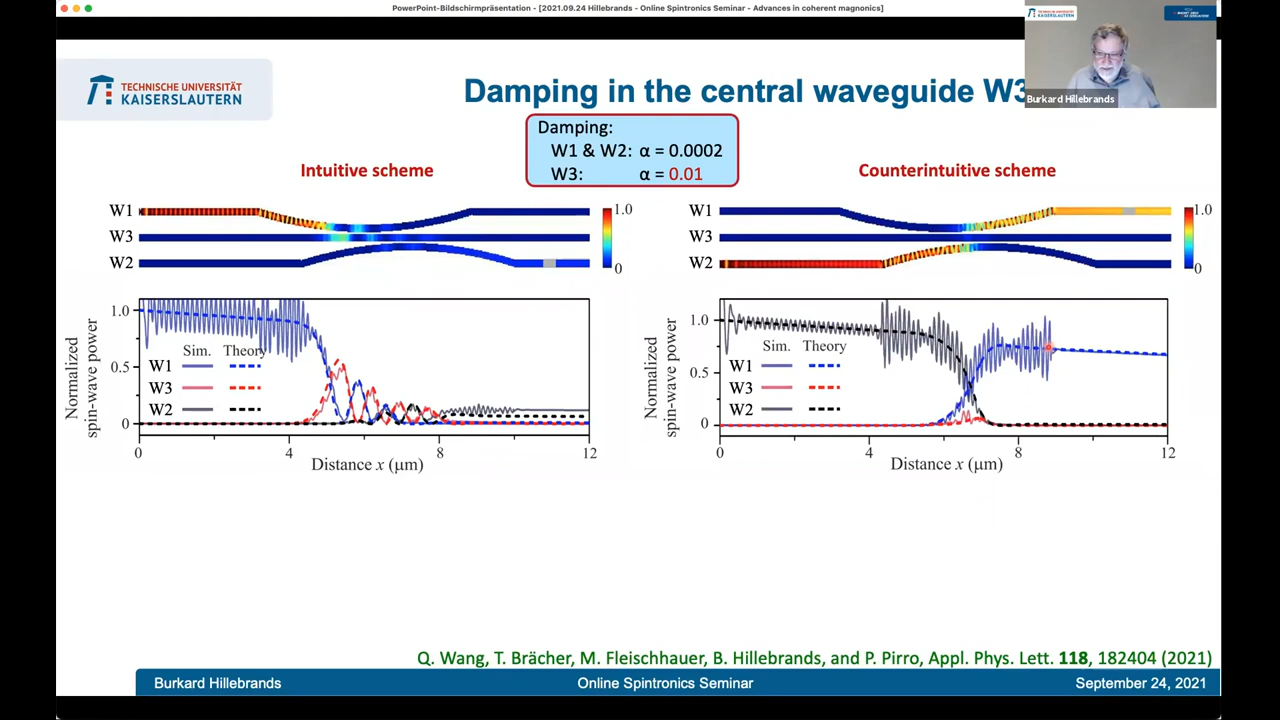 PowerPoint-Bildschirmpräsentation - [2021.09.24 Hillebrands - Online Spintronics Seminar - Advances in coherent magnonics]
TECHNISCHE UNIVERSITÄT
KAISERSLAUTERN
Damping in the central waveguide W3
Burkard Hillebrands
Damping:
W1 & W2: α = 0.0002
W3: α = 0.01
Intuitive scheme
Counterintuitive scheme
W1
W3
W2
1.0
0
W1
W3
W2
1.0
0
Normalized
spin-wave power
1.0
0.5
0
Sim. Theory
W1
W3
W2
0 4 8 12
Distance x (μm)
Normalized
spin-wave power
1.0
0.5
0
Sim. Theory
W1
W3
W2
0 4 8 12
Distance x (μm)
Q. Wang, T. Brächer, M. Fleischhauer, B. Hillebrands, and P. Pirro, Appl. Phys. Lett. 118, 182404 (2021)
Burkard Hillebrands
Online Spintronics Seminar
September 24, 2021